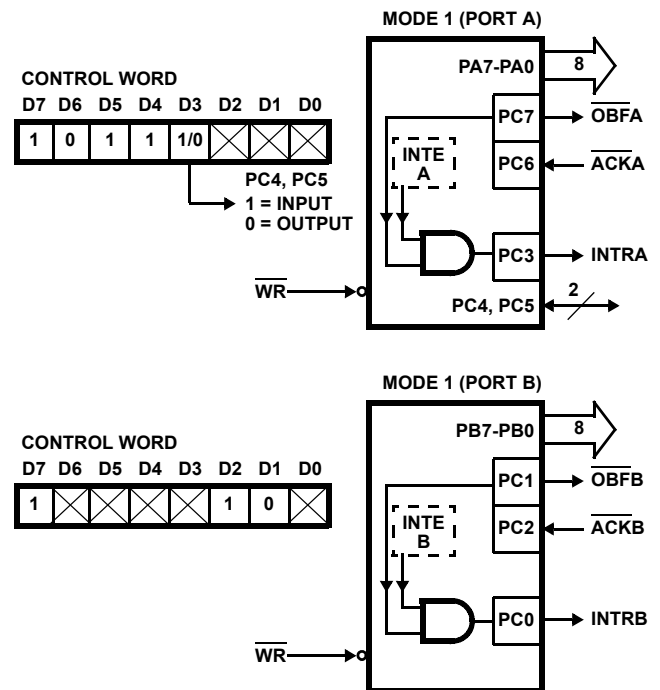 MODE 1 (PORT A)
CONTROL WORD
D7 D6 D5 D4 D3 D2 D1 D0
1 0 1 1 1/0
PC4, PC5
1 = INPUT
0 = OUTPUT
WR
PA7-PA0
8
PC7
OBFA
INTE
A
PC6
ACKA
PC3
INTRA
PC4, PC5
2
MODE 1 (PORT B)
CONTROL WORD
D7 D6 D5 D4 D3 D2 D1 D0
1 1 0
WR
PB7-PB0
8
PC1
OBFB
INTE
B
PC2
ACKB
PC0
INTRB